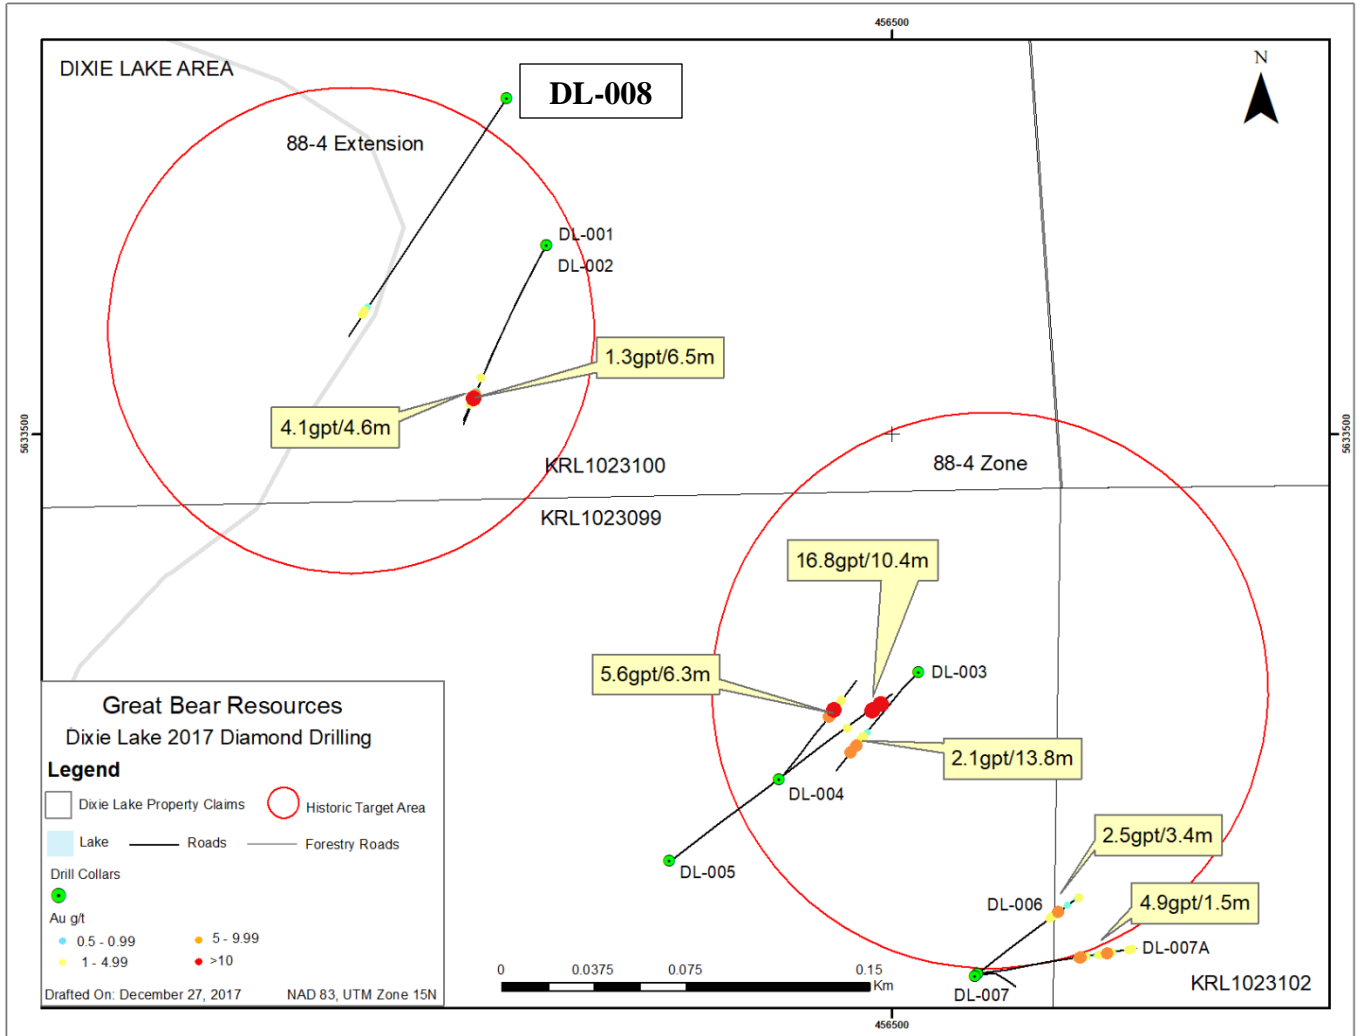 456500
DIXIE LAKE AREA
N
DL-008
88-4 Extension
DL-001
DL-002
1.3gpt/6.5m
4.1gpt/4.6m
5633500
5633500
88-4 Zone
KRL1023100
KRL1023099
16.8gpt/10.4m
5.6gpt/6.3m
DL-003
2.1gpt/13.8m
DL-004
DL-005
2.5gpt/3.4m
DL-006
4.9gpt/1.5m
DL-007A
DL-007
KRL1023102
Great Bear Resources
Dixie Lake 2017 Diamond Drilling
Legend
Dixie Lake Property Claims
Historic Target Area
Lake
Roads
Forestry Roads
Drill Collars
Au g/t
0.5 - 0.99
5 - 9.99
1 - 4.99
>10
Drafted On: December 27, 2017
NAD 83, UTM Zone 15N
0 0.0375 0.075 0.15
Km
456500